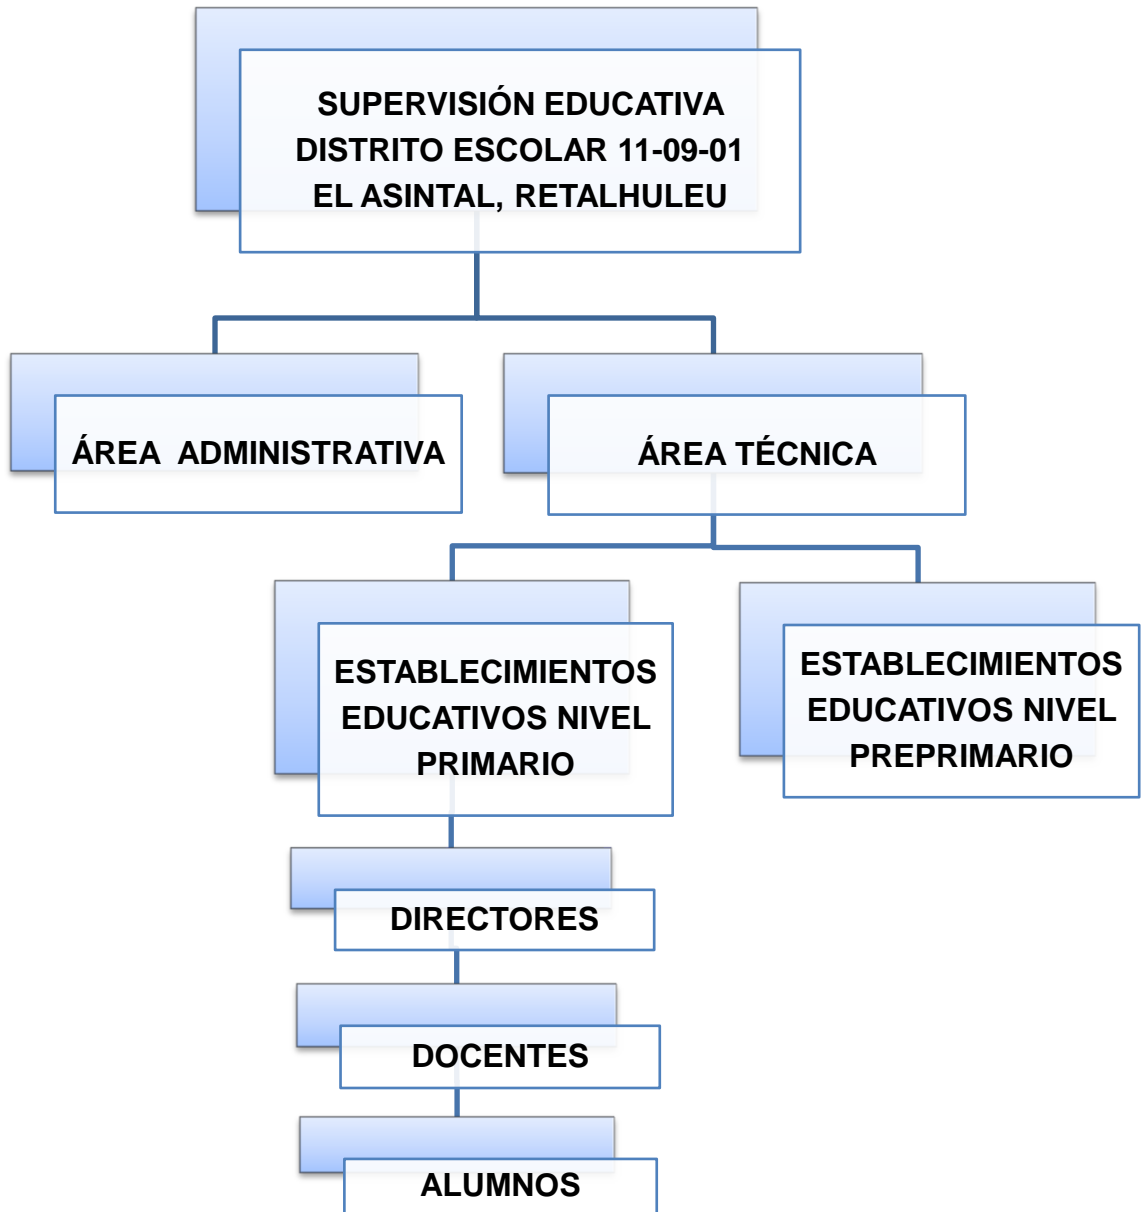 SUPERVISIÓN EDUCATIVA
DISTRITO ESCOLAR 11-09-01
EL ASINTAL, RETALHULEU
ÁREA  ADMINISTRATIVA
ÁREA TÉCNICA
ESTABLECIMIENTOS
EDUCATIVOS NIVEL
PRIMARIO
ESTABLECIMIENTOS
EDUCATIVOS NIVEL
PREPRIMARIO
DIRECTORES
DOCENTES
ALUMNOS